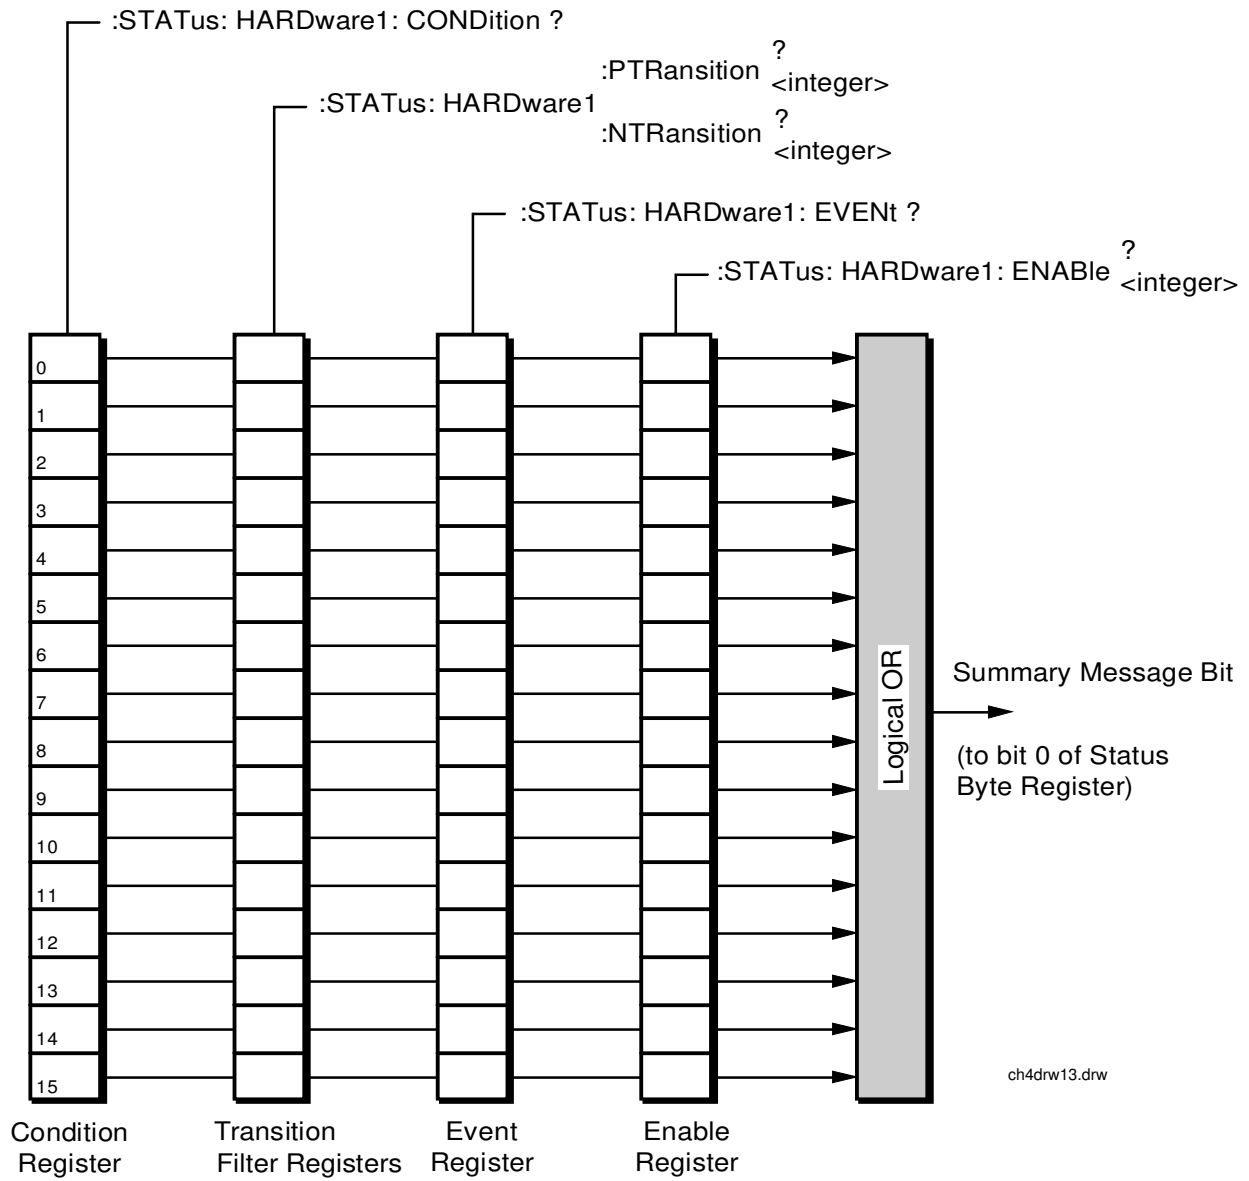 :STATus: HARDware1: CONDition ?
?
:PTRansition
<integer>
:STATus: HARDware1
?
:NTRansition
<integer>
:STATus: HARDware1: EVENt ?
?
:STATus: HARDware1: ENABle
<integer>
0
1
2
3
4
5
6
7
8
9
10
11
12
13
14
15
Logical OR
Summary Message Bit
(to bit 0 of Status
Byte Register)
ch4drw13.drw
Condition
Register
Transition
Filter Registers
Event
Register
Enable
Register